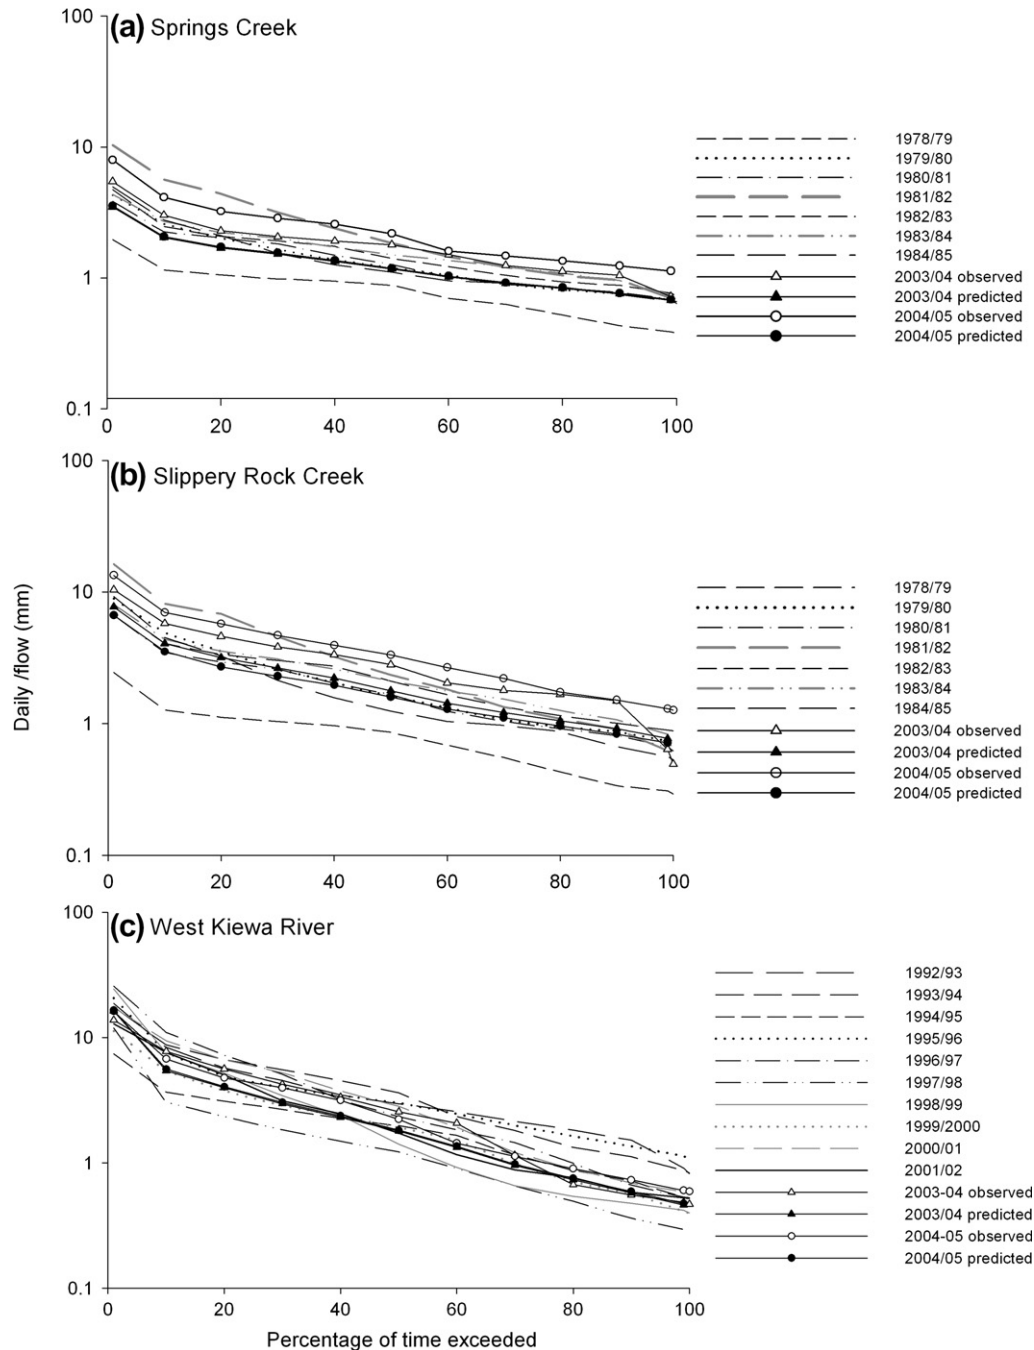 (a) Springs Creek
100
10
1
0.1
0 20 40 60 80 100
1978/79
1979/80
1980/81
1981/82
1982/83
1983/84
1984/85
2003/04 observed
2003/04 predicted
2004/05 observed
2004/05 predicted
(b) Slippery Rock Creek
100
10
1
0.1
0 20 40 60 80 100
Daily /flow (mm)
1978/79
1979/80
1980/81
1981/82
1982/83
1983/84
1984/85
2003/04 observed
2003/04 predicted
2004/05 observed
2004/05 predicted
(c) West Kiewa River
100
10
1
0.1
0 20 40 60 80 100
Percentage of time exceeded
1992/93
1993/94
1994/95
1995/96
1996/97
1997/98
1998/99
1999/2000
2000/01
2001/02
2003-04 observed
2003/04 predicted
2004-05 observed
2004/05 predicted